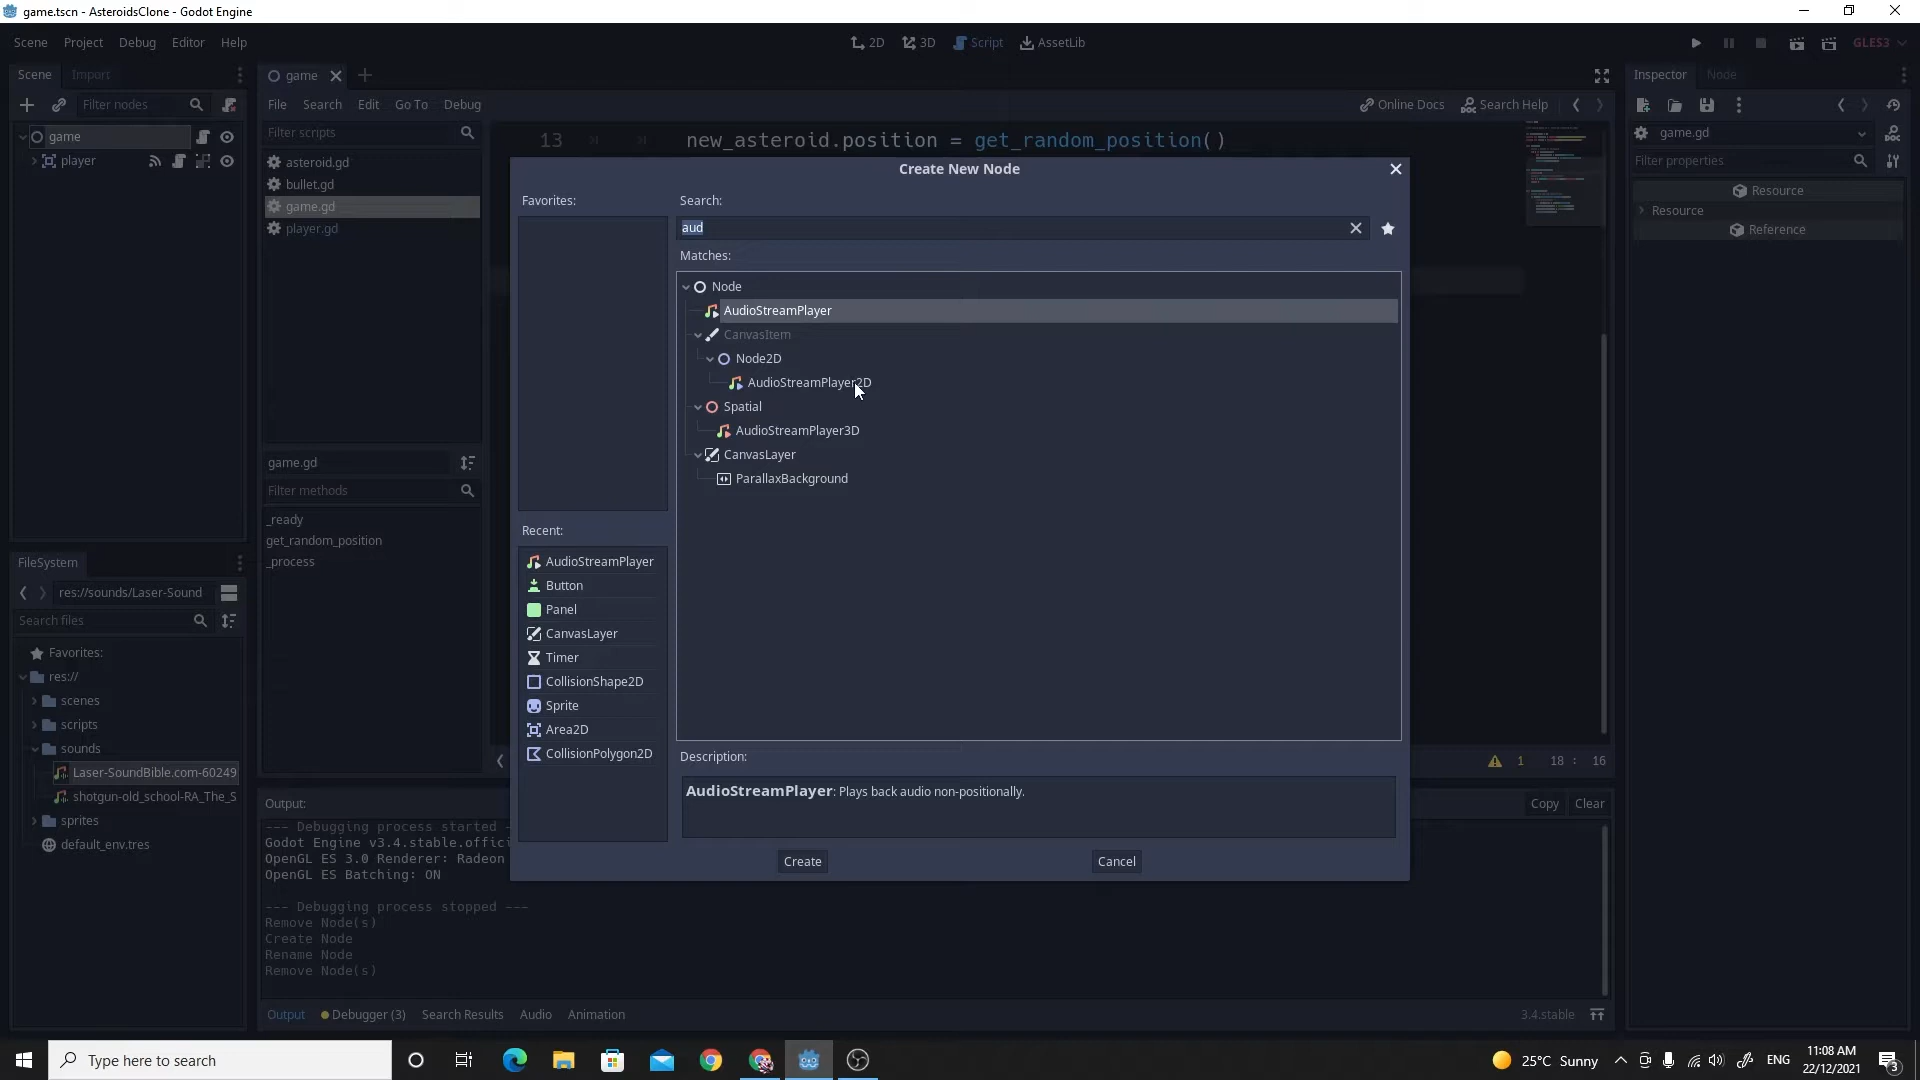 game.tscn - AsteroidsClone - Godot Engine
Scene Project Debug Editor Help
2D 3D Script AssetLib
GLES3
Scene Import
game
Inspector Node
Filter nodes
File Search Edit Go To Debug
Online Docs Search Help
game
player
Filter scripts
asteroid.gd
bullet.gd
game.gd
player.gd
13 new_asteroid.position = get_random_position()
game.gd
Filter properties
Resource
Resource
Reference
Create New Node
Favorites:
Search:
aud
Matches:
Node
AudioStreamPlayer
CanvasItem
Node2D
AudioStreamPlayer2D
Spatial
AudioStreamPlayer3D
CanvasLayer
ParallaxBackground
Recent:
AudioStreamPlayer
Button
Panel
CanvasLayer
Timer
CollisionShape2D
Sprite
Area2D
CollisionPolygon2D
Description:
AudioStreamPlayer: Plays back audio non-positionally.
Create Cancel
game.gd
Filter methods
_ready
get_random_position
_process
FileSystem
res://sounds/Laser-Sound
Search files
Favorites:
res://
scenes
scripts
sounds
Laser-SoundBible.com-60249
shotgun-old_school-RA_The_S
sprites
default_env.tres
1 18 : 16
Output:
Copy Clear
--- Debugging process started -
Godot Engine v3.4.stable.offici
OpenGL ES 3.0 Renderer: Radeon
OpenGL ES Batching: ON
--- Debugging process stopped ---
Remove Node(s)
Create Node
Rename Node
Remove Node(s)
Output Debugger (3) Search Results Audio Animation
3.4.stable
Type here to search
25°C Sunny
ENG
11:08 AM
22/12/2021
3